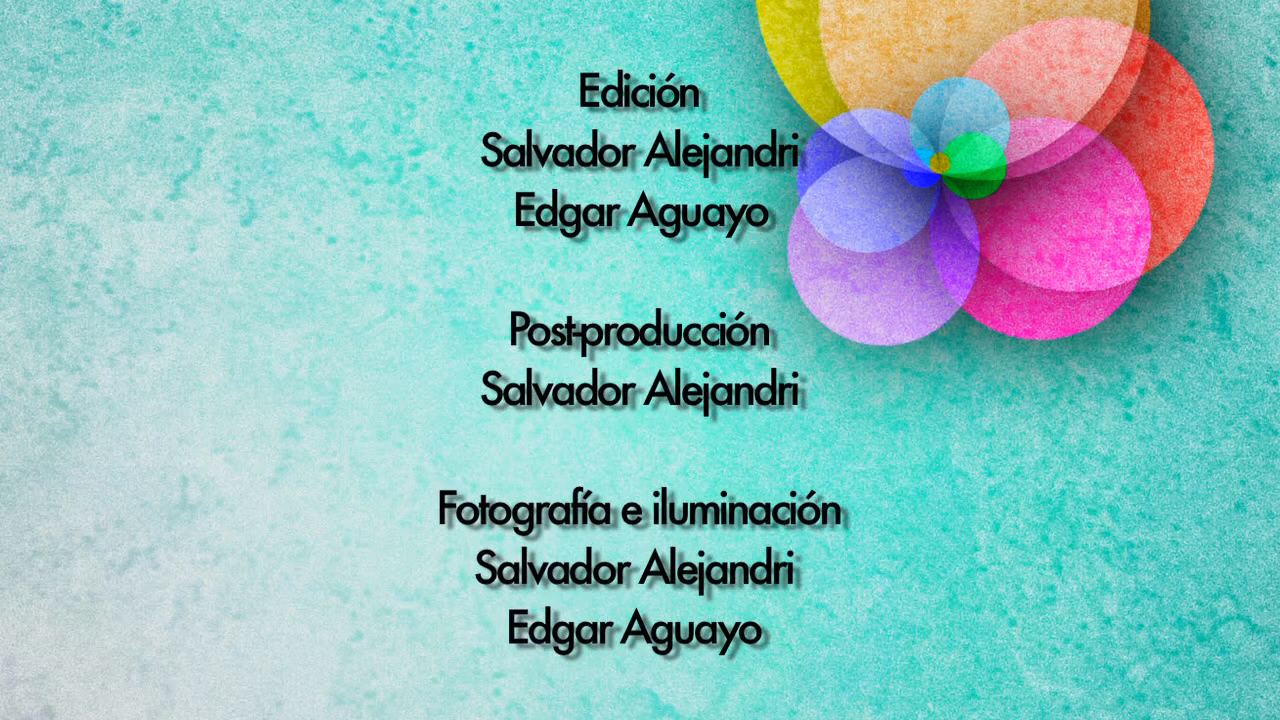 Edición
Salvador Alejandri
Edgar Aguayo
Post-producción
Salvador Alejandri
Fotografía e iluminación
Salvador Alejandri
Edgar Aguayo